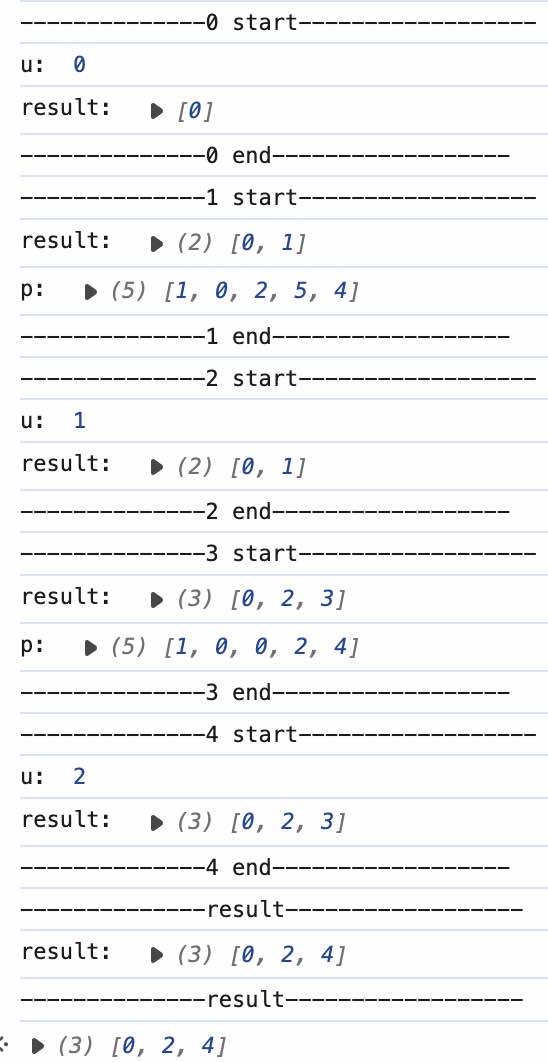 --------------0 start------------------
u: 0
result: ▶ [0]
--------------0 end------------------
--------------1 start------------------
result: ▶ (2) [0, 1]
p: ▶ (5) [1, 0, 2, 5, 4]
--------------1 end------------------
--------------2 start------------------
u: 1
result: ▶ (2) [0, 1]
--------------2 end------------------
--------------3 start------------------
result: ▶ (3) [0, 2, 3]
p: ▶ (5) [1, 0, 0, 2, 4]
--------------3 end------------------
--------------4 start------------------
u: 2
result: ▶ (3) [0, 2, 3]
--------------4 end------------------
--------------result------------------
result: ▶ (3) [0, 2, 4]
--------------result------------------
▶ (3) [0, 2, 4]